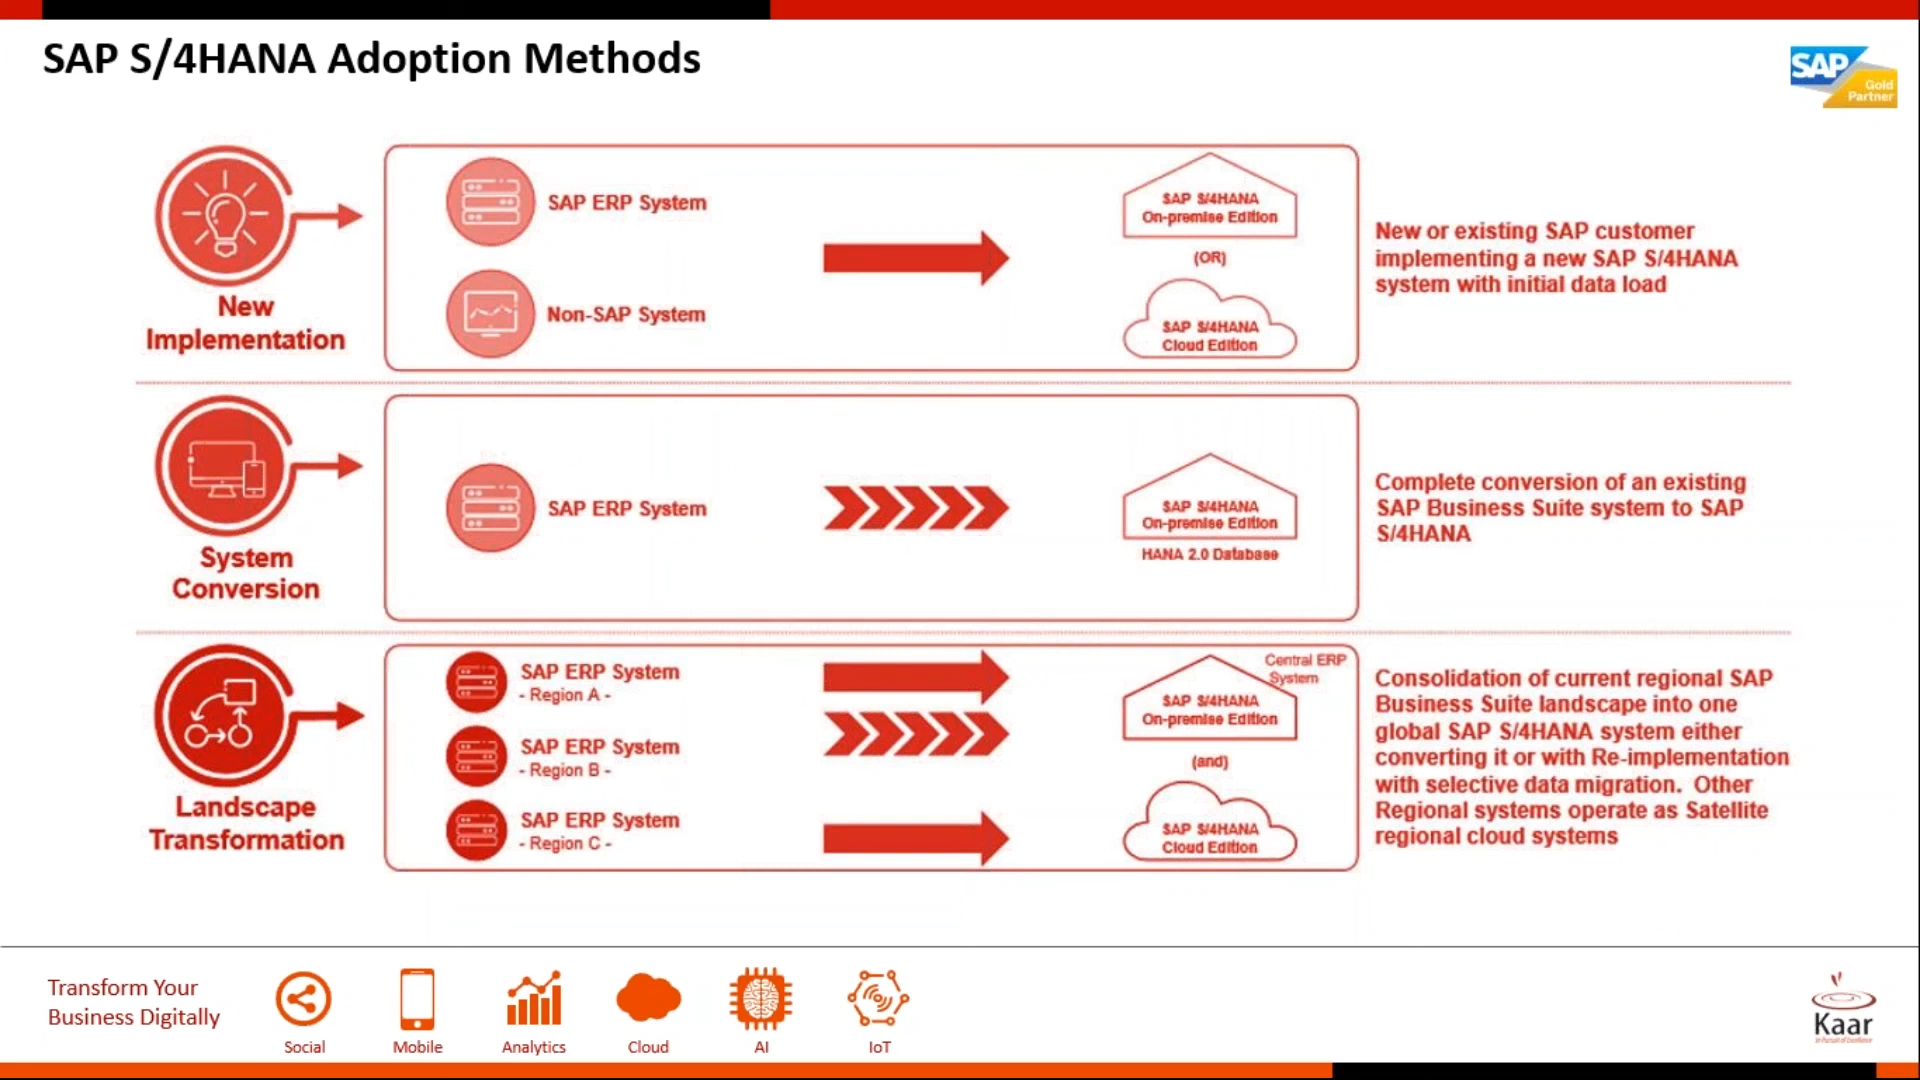 SAP S/4HANA Adoption Methods
SAP
Gold
Partner
New
Implementation
SAP ERP System
Non-SAP System
SAP S/4HANA
On-premise Edition
(OR)
SAP S/4HANA
Cloud Edition
New or existing SAP customer
implementing a new SAP S/4HANA
system with initial data load
System
Conversion
SAP ERP System
SAP S/4HANA
On-premise Edition
HANA 2.0 Database
Complete conversion of an existing
SAP Business Suite system to SAP
S/4HANA
Landscape
Transformation
SAP ERP System
- Region A -
SAP ERP System
- Region B -
SAP ERP System
- Region C -
Central ERP
System
SAP S/4HANA
On-premise Edition
(and)
SAP S/4HANA
Cloud Edition
Consolidation of current regional SAP
Business Suite landscape into one
global SAP S/4HANA system either
converting it or with Re-implementation
with selective data migration. Other
Regional systems operate as Satellite
regional cloud systems
Transform Your
Business Digitally
Social
Mobile
Analytics
Cloud
AI
IoT
Kaar
In Pursuit of Excellence